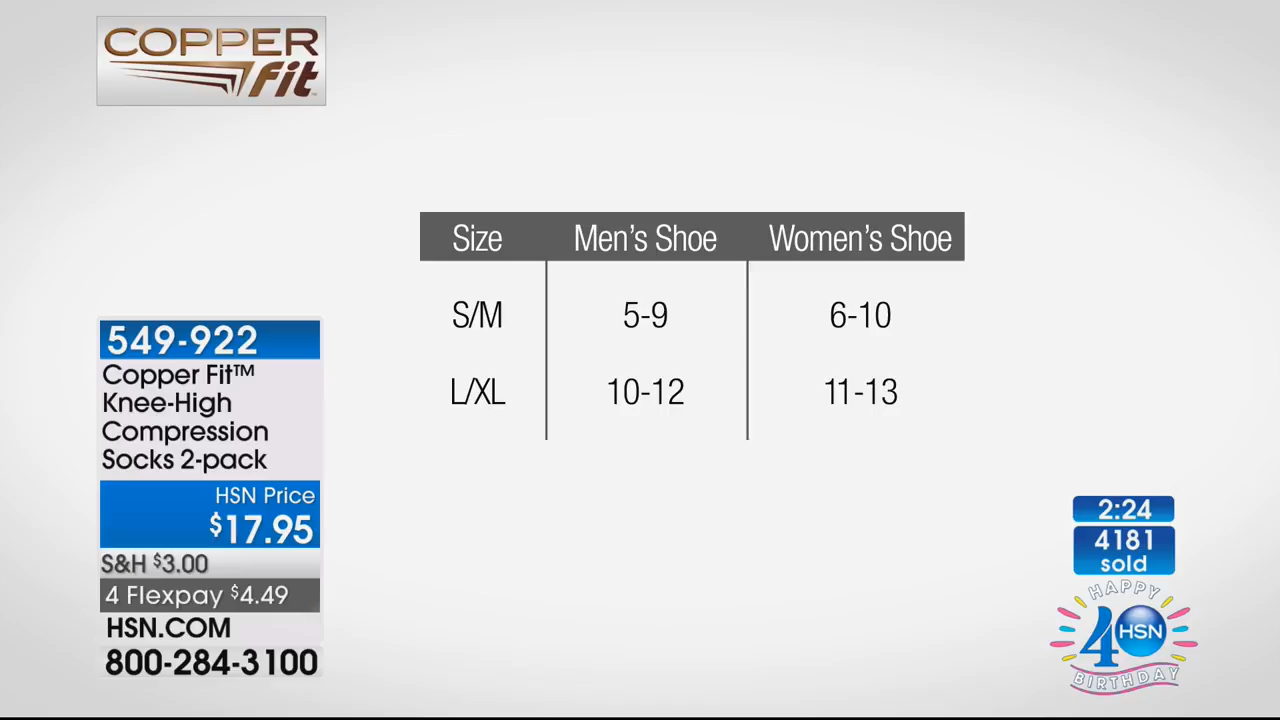 COPPER
fit
Size Men's Shoe Women's Shoe
S/M 5-9 6-10
L/XL 10-12 11-13
549-922
Copper Fit™
Knee-High
Compression
Socks 2-pack
HSN Price
$17.95
S&H $3.00
4 Flexpay $4.49
HSN.COM
800-284-3100
2:24
4181
sold
HAPPY
40 HSN
BIRTHDAY